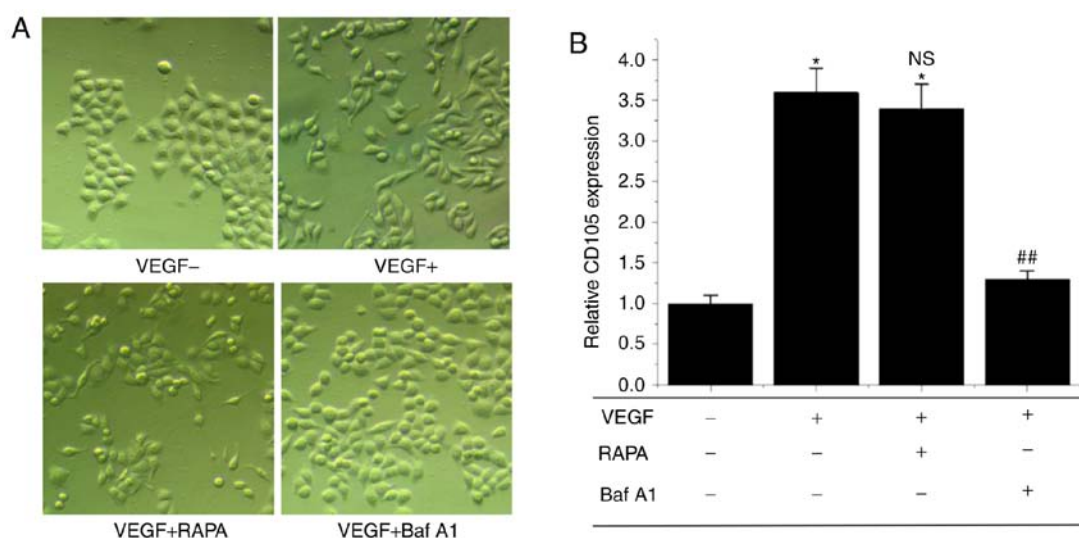 A
VEGF–
VEGF+
VEGF+RAPA
VEGF+Baf A1
B
Relative CD105 expression
4.0
3.5
3.0
2.5
2.0
1.5
1.0
0.5
0.0
*
NS
*
##
VEGF – + + +
RAPA – – + –
Baf A1 – – – +